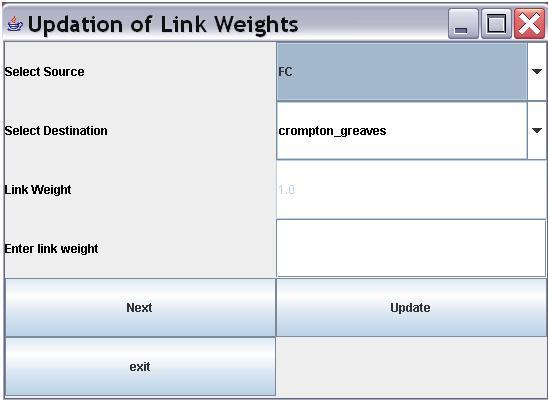 Updation of Link Weights
Select Source FC
Select Destination crompton_greaves
Link Weight 1.0
Enter link weight
Next Update
exit